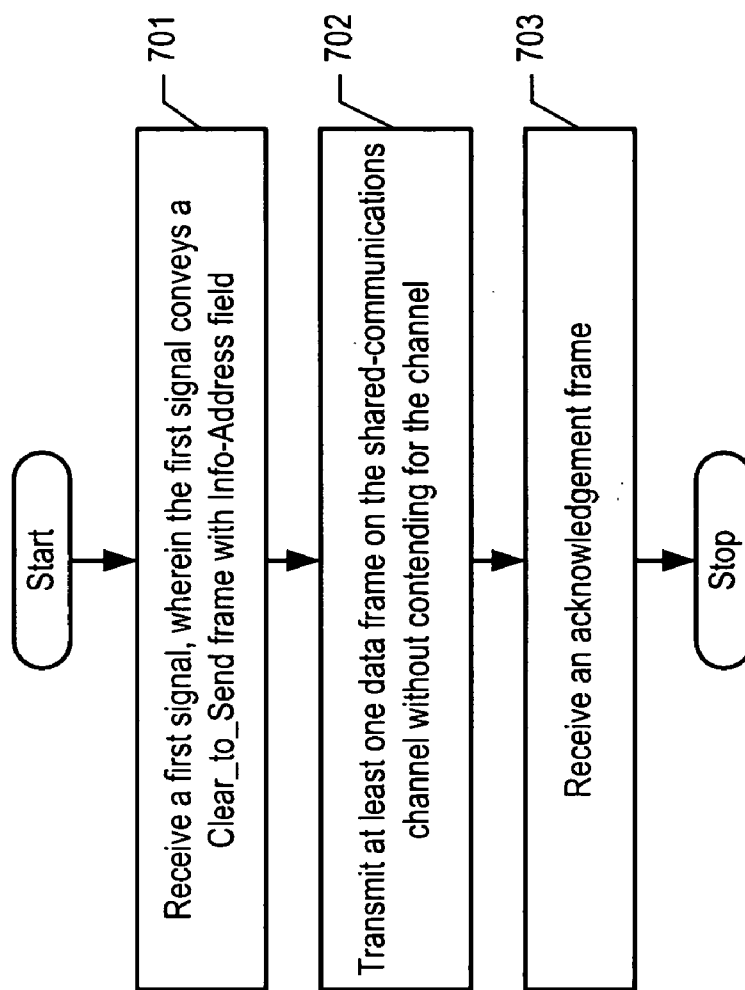 Start
701
Receive a first signal, wherein the first signal conveys a
Clear_to_Send frame with Info-Address field
702
Transmit at least one data frame on the shared-communications
channel without contending for the channel
703
Receive an acknowledgement frame
Stop